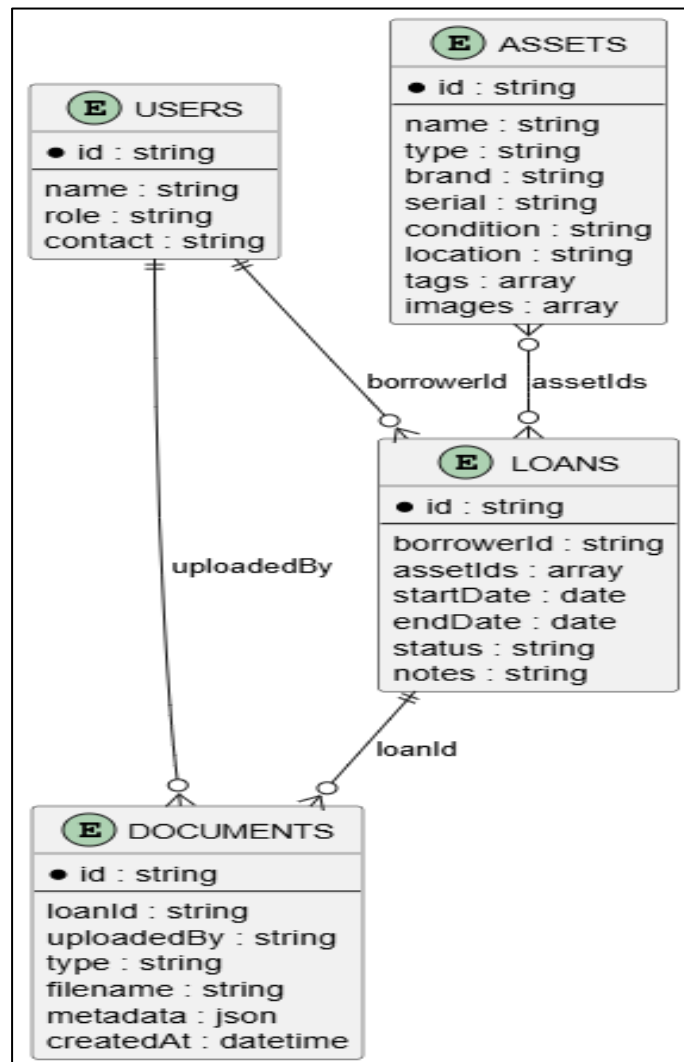 E USERS
id : string
name : string
role : string
contact : string
E ASSETS
id : string
name : string
type : string
brand : string
serial : string
condition : string
location : string
tags : array
images : array
borrowerId
assetIds
uploadedBy
E LOANS
id : string
borrowerId : string
assetIds : array
startDate : date
endDate : date
status : string
notes : string
loanId
E DOCUMENTS
id : string
loanId : string
uploadedBy : string
type : string
filename : string
metadata : json
createdAt : datetime